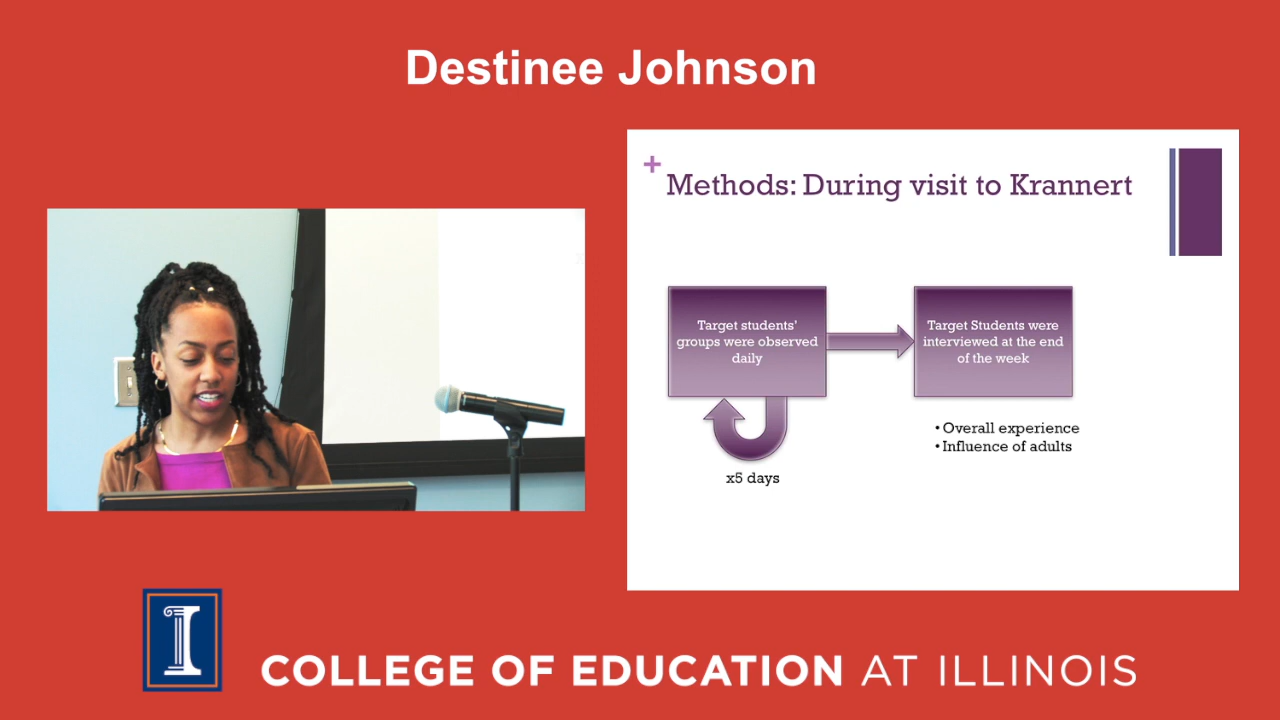 Destinee Johnson
+
Methods: During visit to Krannert
Target students'
groups were observed
daily
Target Students were
interviewed at the end
of the week
• Overall experience
• Influence of adults
x5 days
I
COLLEGE OF EDUCATION AT ILLINOIS